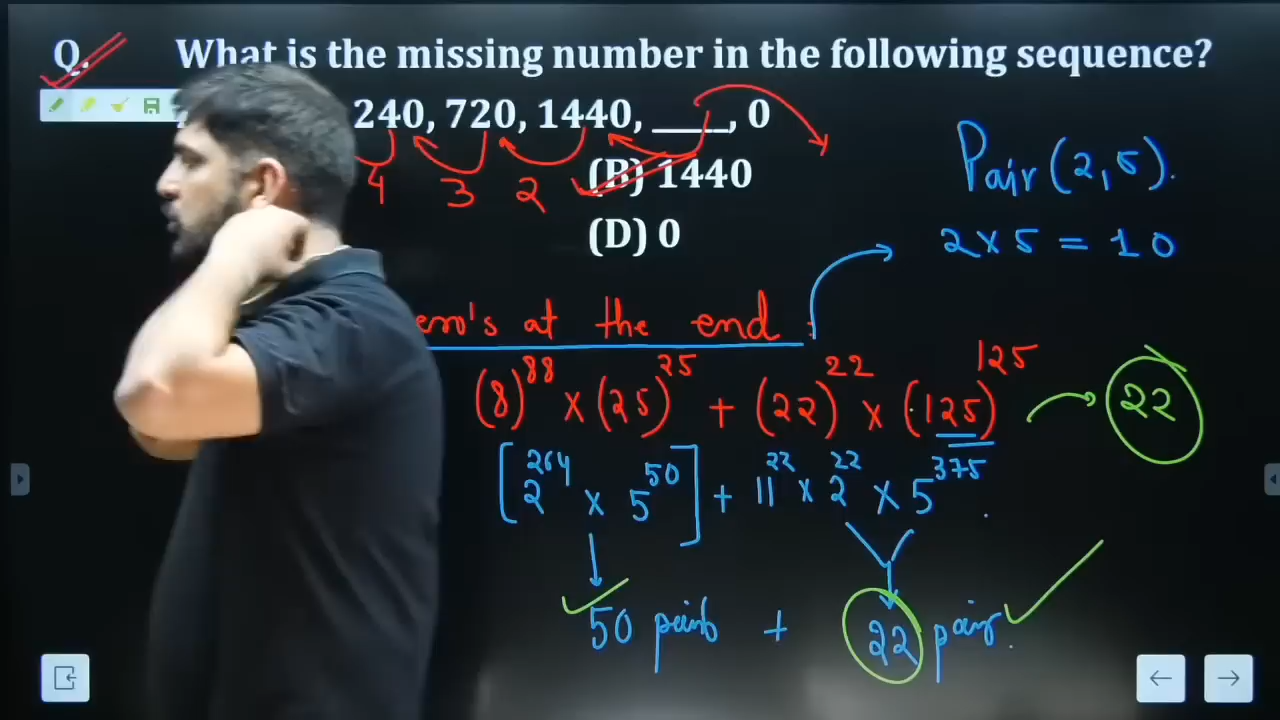 Q. What is the missing number in the following sequence?
240, 720, 1440, ____, 0
4 3 2
(B) 1440
(D) 0
Pair (2,5).
2 × 5 = 10
ero's at the end :
(8)^88 × (25)^25 + (22)^22 × (125)^125 → 22
[2^264 × 5^50] + 11^22 × 2^22 × 5^375
50 pairs + 22 pair.